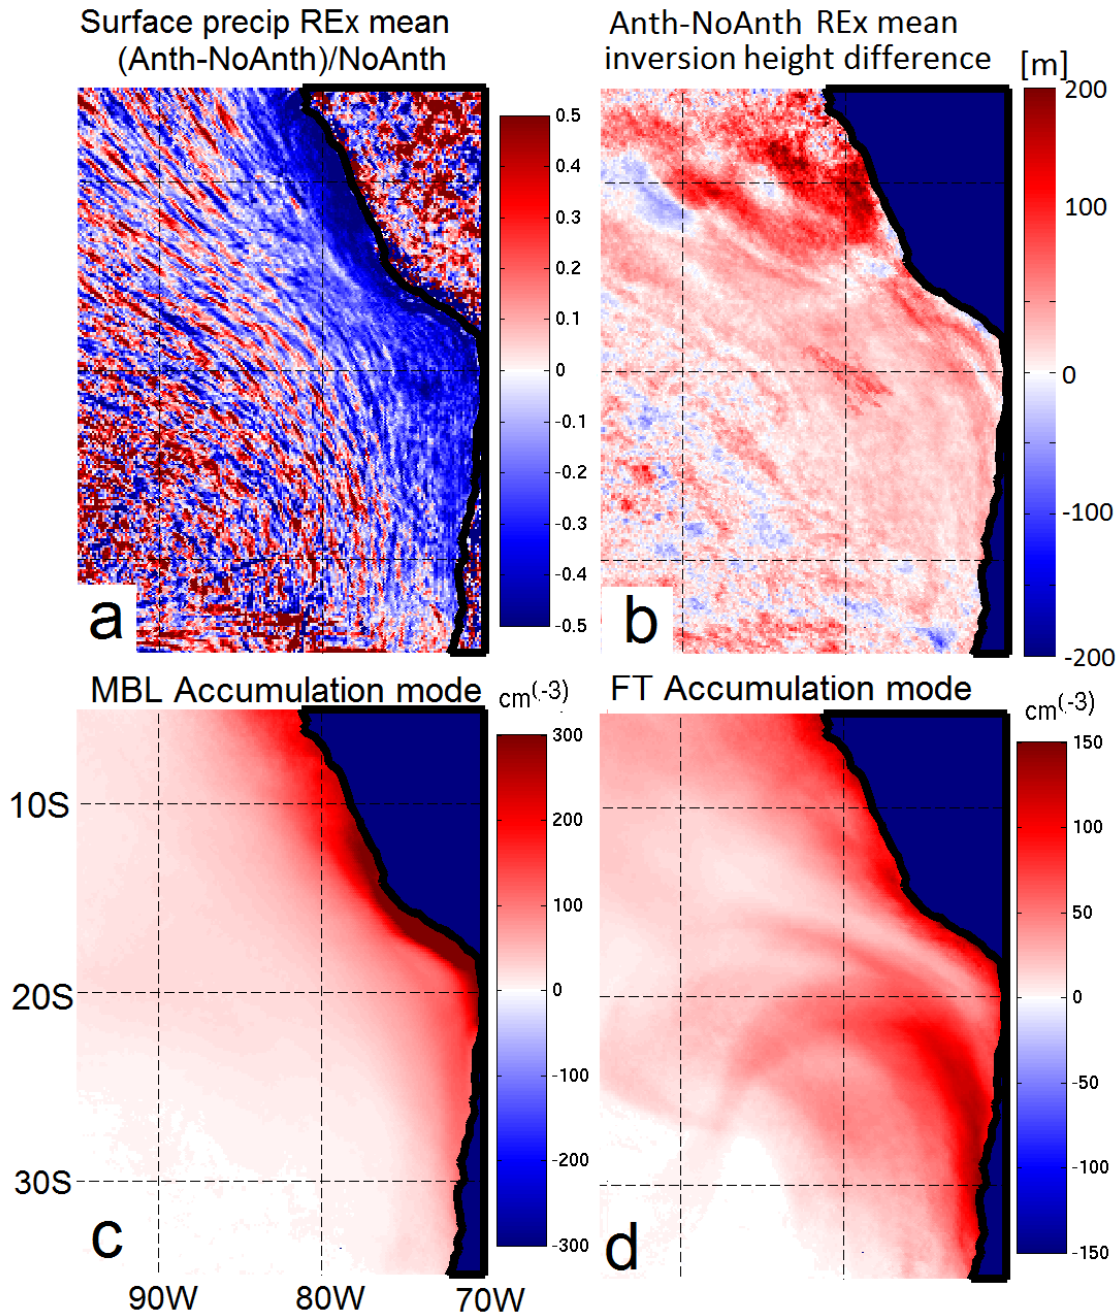 Surface precip REx mean
(Anth-NoAnth)/NoAnth
Anth-NoAnth REx mean
inversion height difference
[m]
0.5
0.4
0.3
0.2
0.1
0
-0.1
-0.2
-0.3
-0.4
-0.5
a
200
100
0
-100
-200
b
MBL Accumulation mode
cm(-3)
300
200
100
0
-100
-200
-300
10S
20S
30S
c
90W
80W
70W
FT Accumulation mode
cm(-3)
150
100
50
0
-50
-100
-150
d